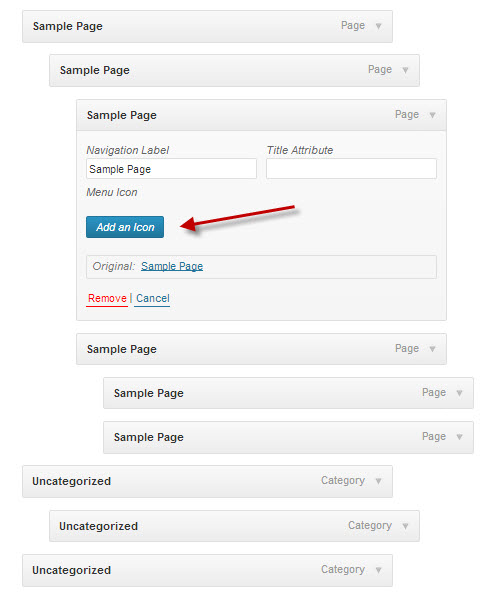 Sample Page Page
Sample Page Page
Sample Page Page
Navigation Label Title Attribute
Sample Page
Menu Icon
Add an Icon
Original: Sample Page
Remove | Cancel
Sample Page Page
Sample Page Page
Sample Page Page
Uncategorized Category
Uncategorized Category
Uncategorized Category